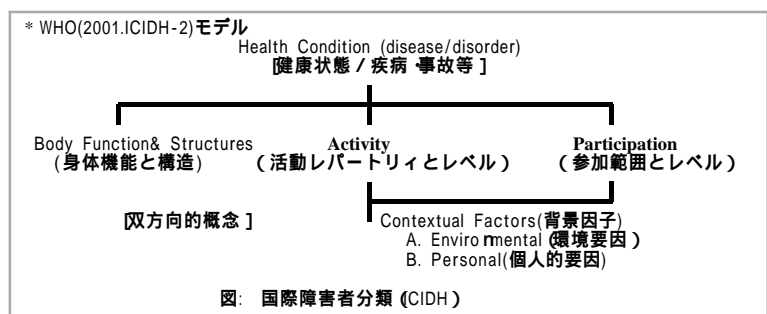 * WHO(2001.ICIDH-2)モデル
Health Condition (disease/disorder)
[健康状態 / 疾病・事故等 ]
Body Function& Structures Activity Participation
(身体機能と構造) (活動レパートリィとレベル) (参加範囲とレベル)
[双方向的概念 ] Contextual Factors(背景因子)
A. Environmental (環境要因)
B. Personal(個人的要因)
図: 国際障害者分類 (ICIDH)